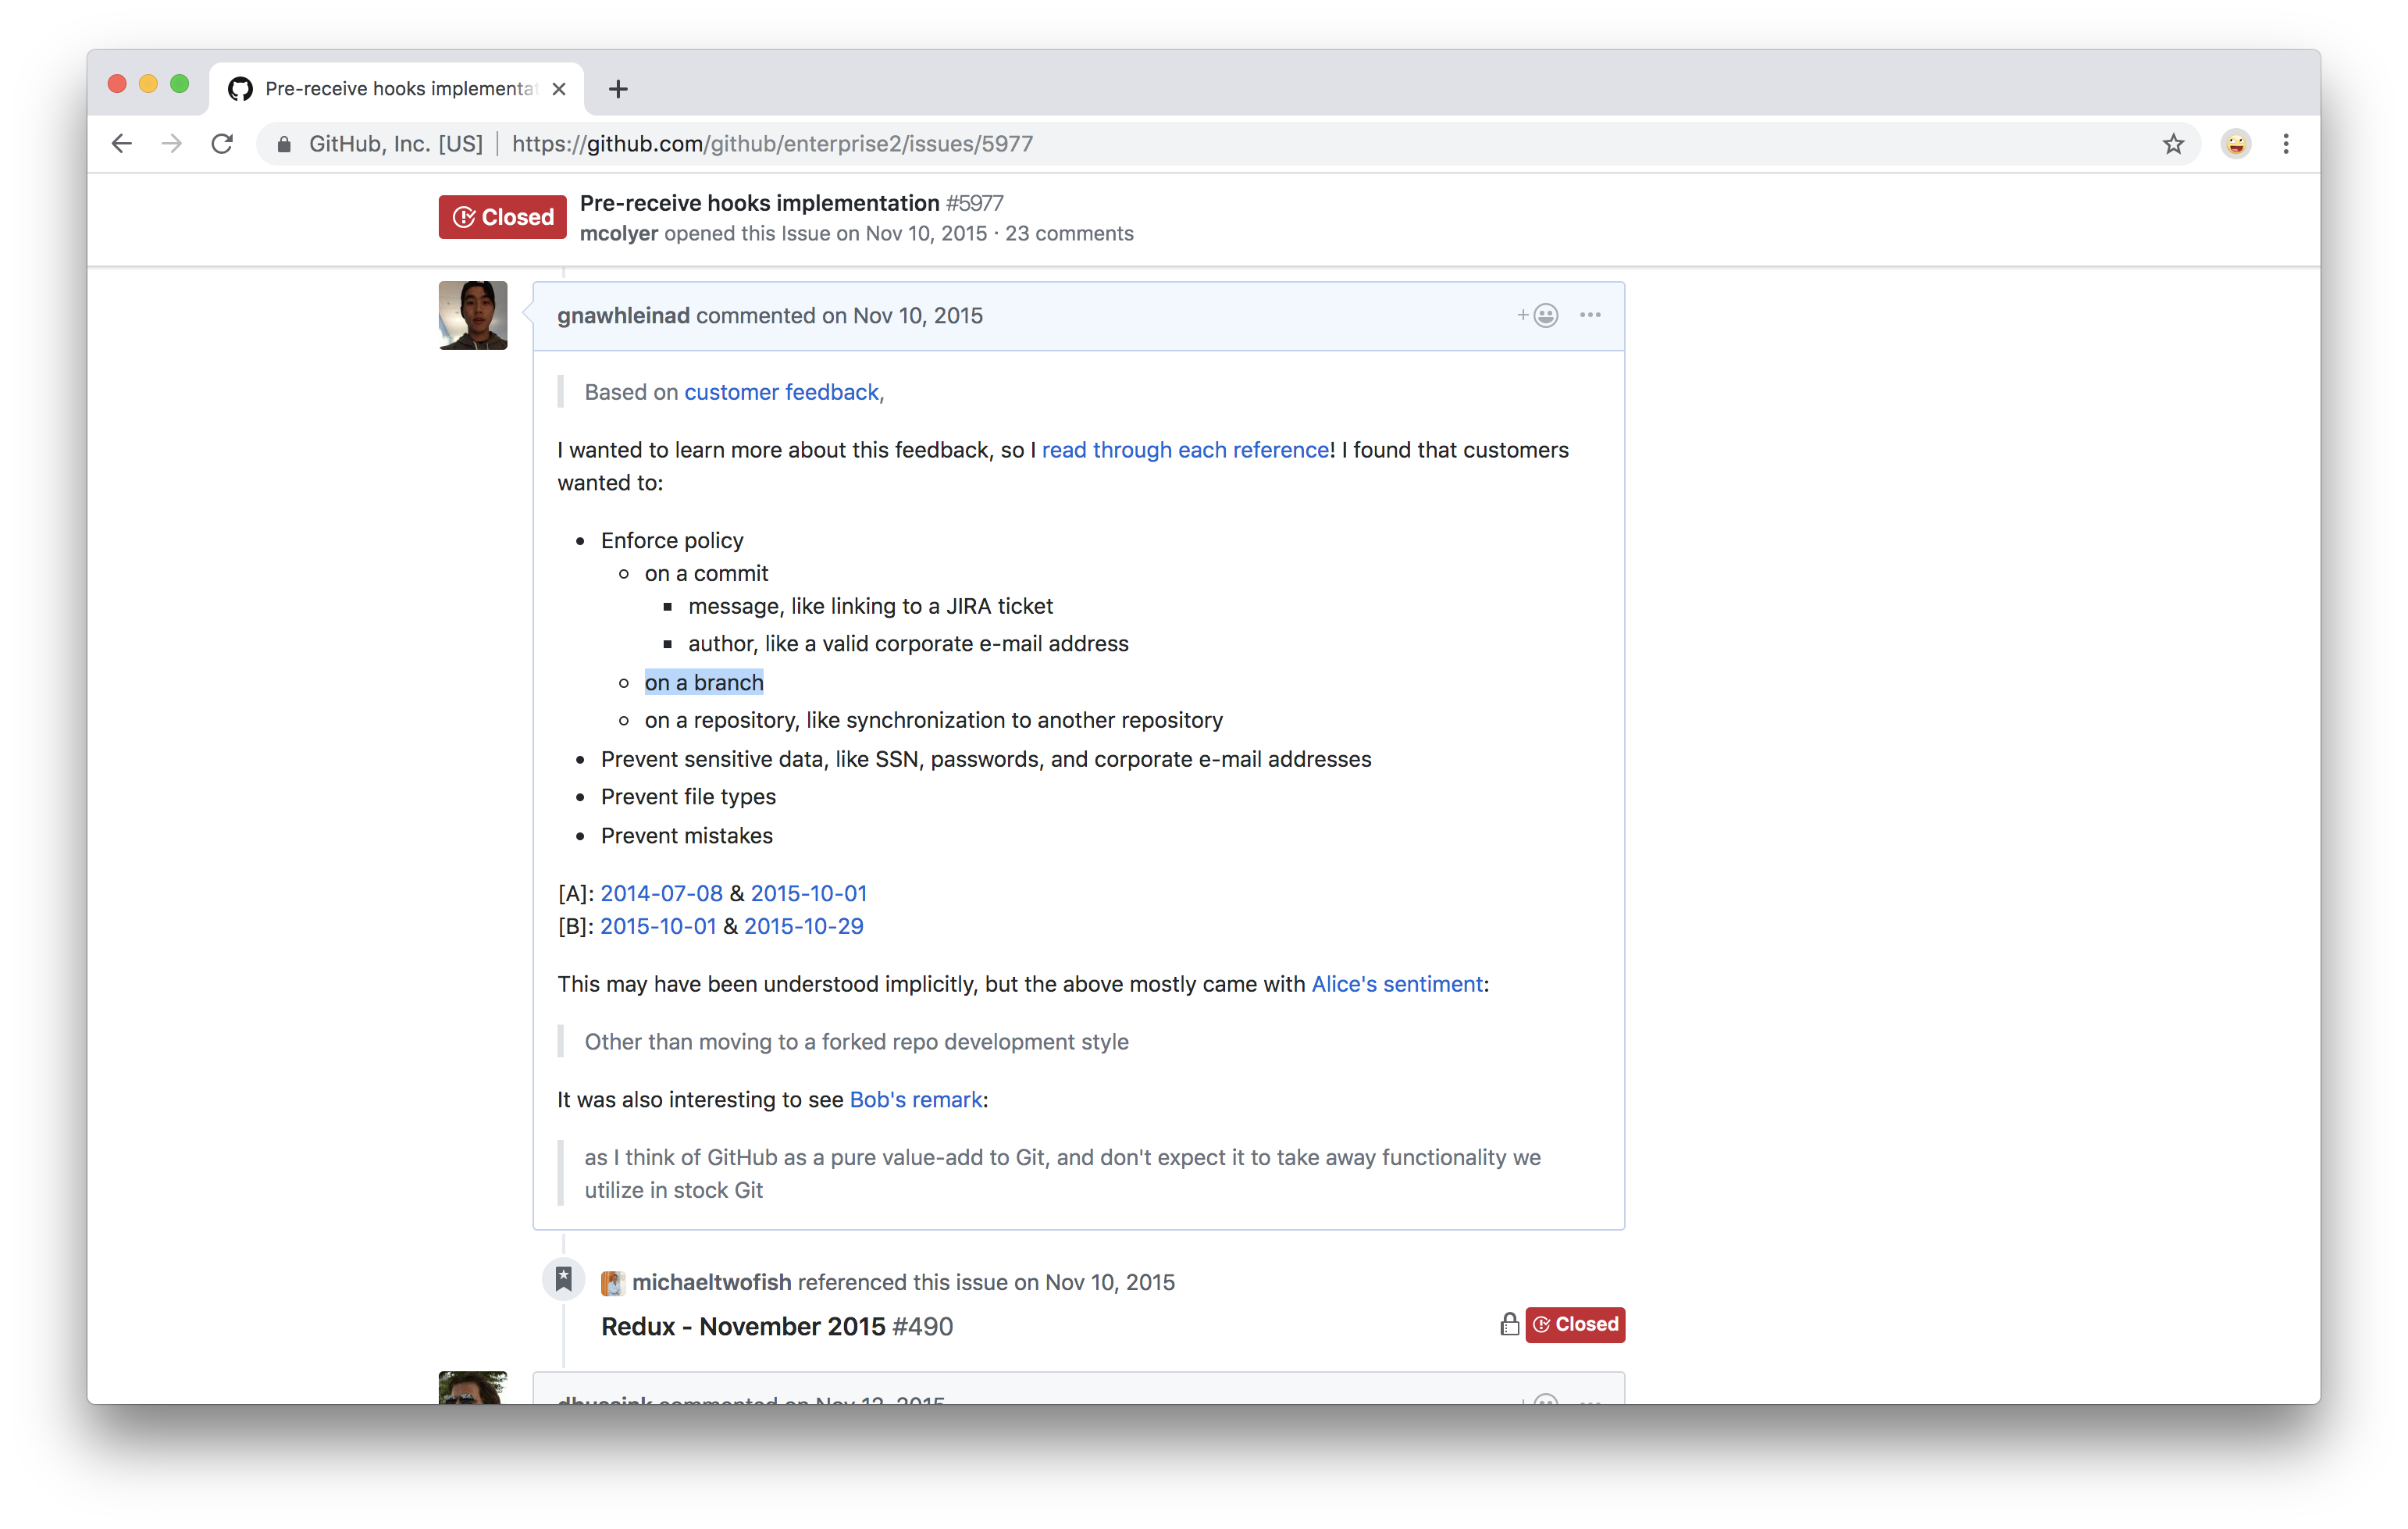 Pre-receive hooks implementat
GitHub, Inc. [US] | https://github.com/github/enterprise2/issues/5977
Closed
Pre-receive hooks implementation #5977
mcolyer opened this Issue on Nov 10, 2015 · 23 comments
gnawhleinad commented on Nov 10, 2015
Based on customer feedback,
I wanted to learn more about this feedback, so I read through each reference! I found that customers
wanted to:
• Enforce policy
on a commit
message, like linking to a JIRA ticket
author, like a valid corporate e-mail address
on a branch
on a repository, like synchronization to another repository
• Prevent sensitive data, like SSN, passwords, and corporate e-mail addresses
• Prevent file types
• Prevent mistakes
[A]: 2014-07-08 & 2015-10-01
[B]: 2015-10-01 & 2015-10-29
This may have been understood implicitly, but the above mostly came with Alice's sentiment:
Other than moving to a forked repo development style
It was also interesting to see Bob's remark:
as I think of GitHub as a pure value-add to Git, and don't expect it to take away functionality we
utilize in stock Git
michaeltwofish referenced this issue on Nov 10, 2015
Redux - November 2015 #490
Closed
commented on Nov 12, 2015